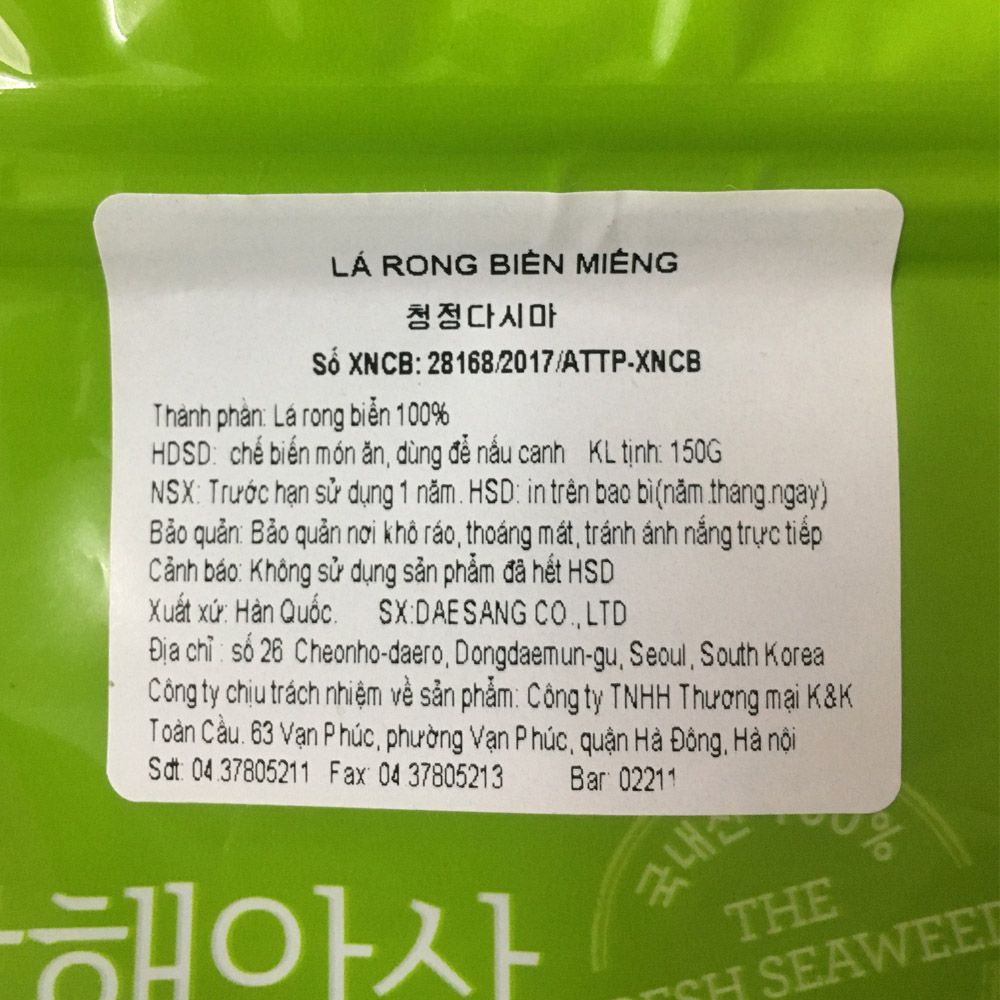 LÁ RONG BIỂN MIẾNG
청정다시마
Số XNCB: 28168/2017/ATTP-XNCB
Thành phần: Lá rong biển 100%
HDSD: chế biến món ăn, dùng để nấu canh KL tịnh: 150G
NSX: Trước hạn sử dụng 1 năm. HSD: in trên bao bì(năm.thang.ngay)
Bảo quản: Bảo quản nơi khô ráo, thoáng mát, tránh ánh nắng trực tiếp
Cảnh báo: Không sử dụng sản phẩm đã hết HSD
Xuất xứ: Hàn Quốc. SX:DAESANG CO., LTD
Địa chỉ : số 26 Cheonho-daero, Dongdaemun-gu, Seoul, South Korea
Công ty chịu trách nhiệm về sản phẩm: Công ty TNHH Thương mại K&K
Toàn Cầu. 63 Vạn Phúc, phường Vạn Phúc, quận Hà Đông, Hà nội
Sđt: 04.37805211 Fax: 04 37805213 Bar: 02211
국내산 100%
THE
SEAWEED
해아사